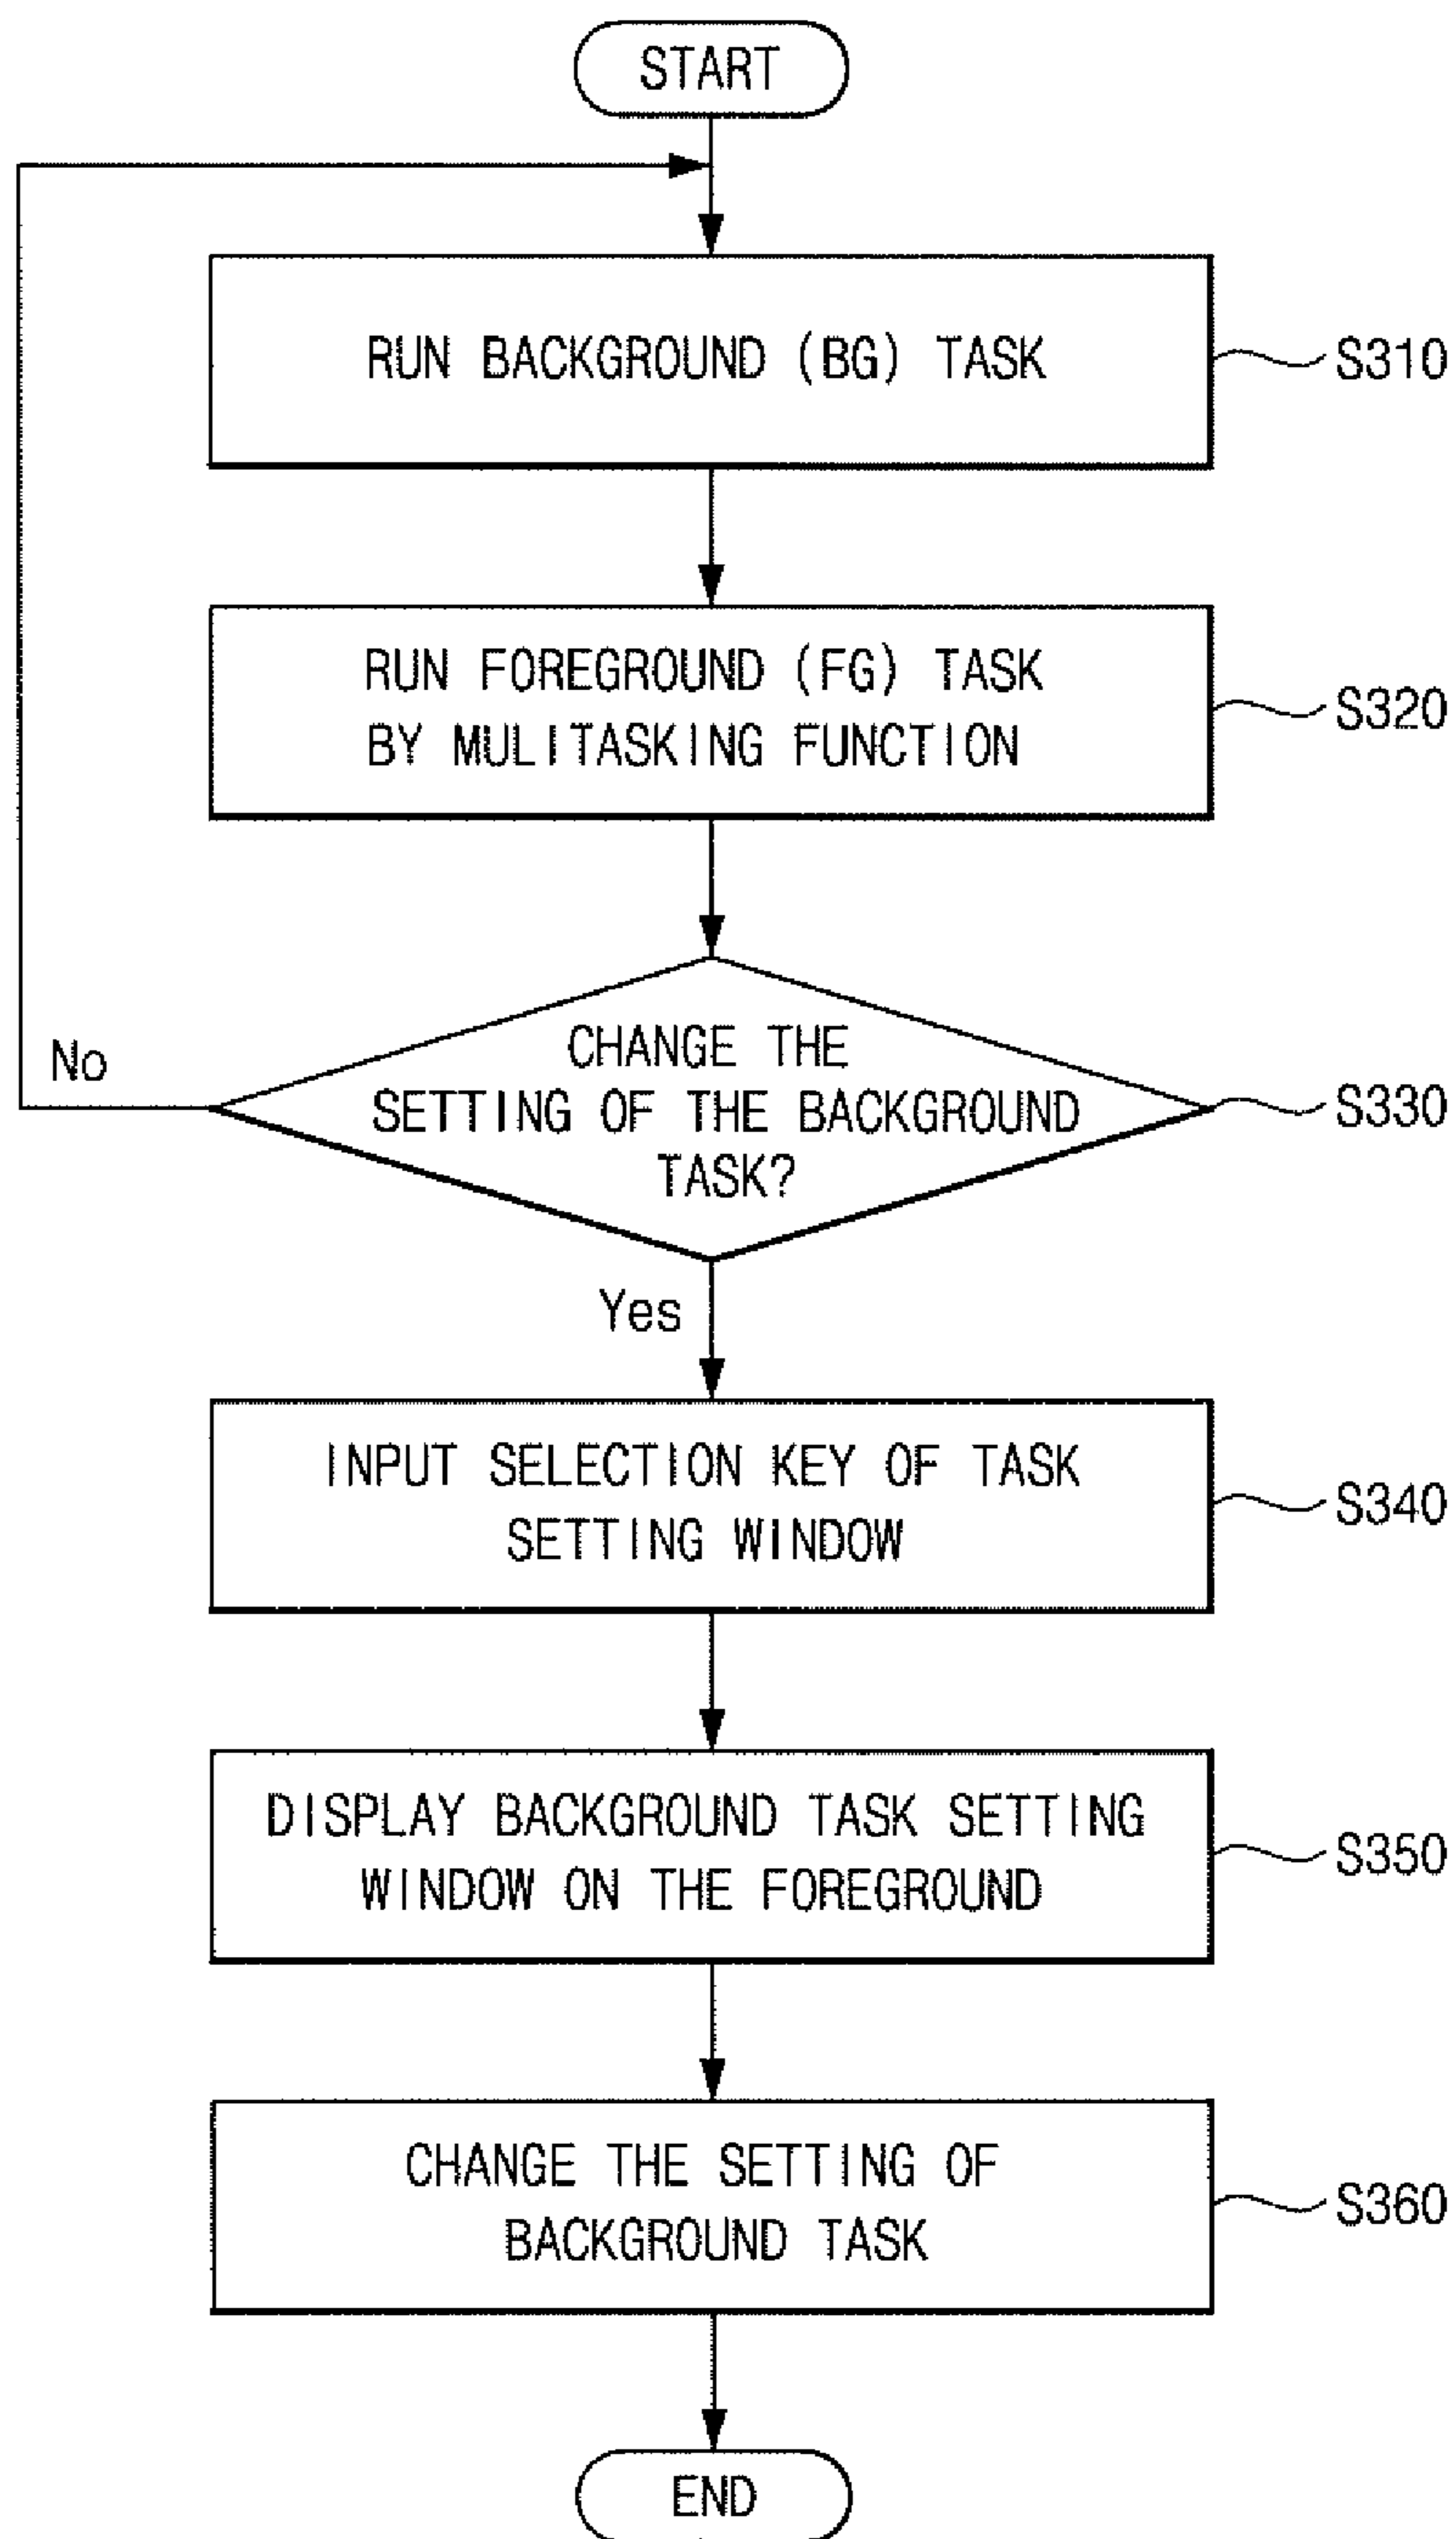 START
RUN BACKGROUND (BG) TASK
S310
RUN FOREGROUND (FG) TASK
BY MULITASKING FUNCTION
S320
CHANGE THE
SETTING OF THE BACKGROUND
TASK?
S330
No
Yes
INPUT SELECTION KEY OF TASK
SETTING WINDOW
S340
DISPLAY BACKGROUND TASK SETTING
WINDOW ON THE FOREGROUND
S350
CHANGE THE SETTING OF
BACKGROUND TASK
S360
END